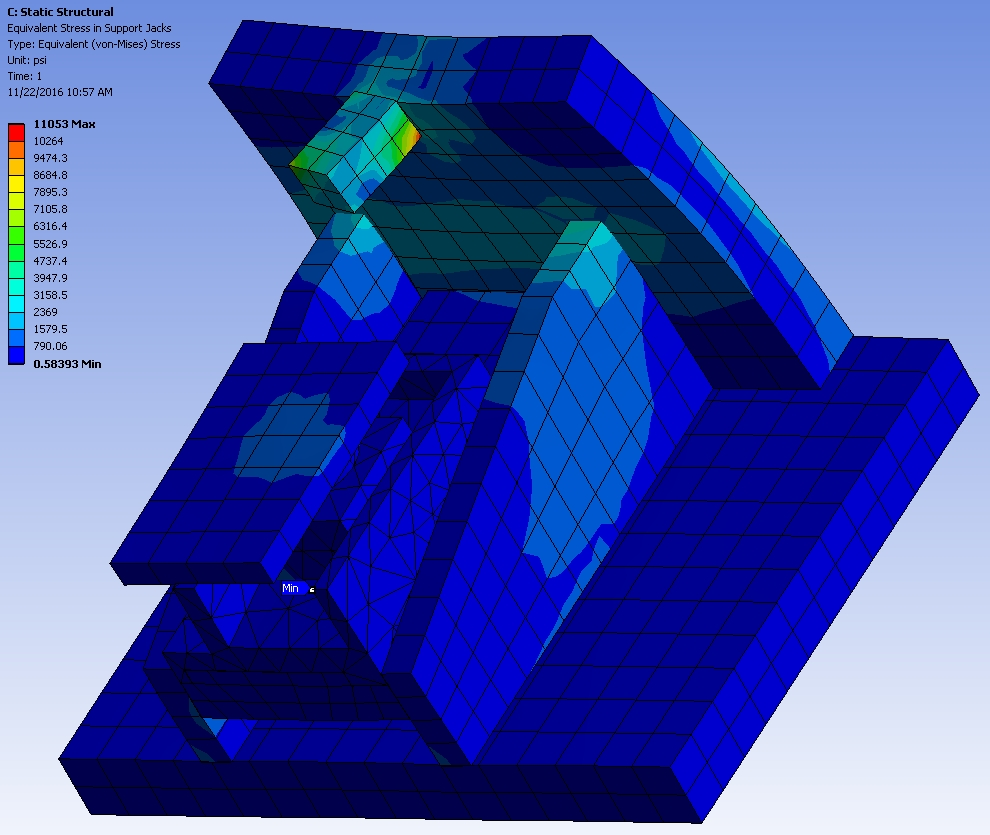 C: Static Structural
Equivalent Stress in Support Jacks
Type: Equivalent (von-Mises) Stress
Unit: psi
Time: 1
11/22/2016 10:57 AM
11053 Max
10264
9474.3
8684.8
7895.3
7105.8
6316.4
5526.9
4737.4
3947.9
3158.5
2369
1579.5
790.06
0.58393 Min
Min